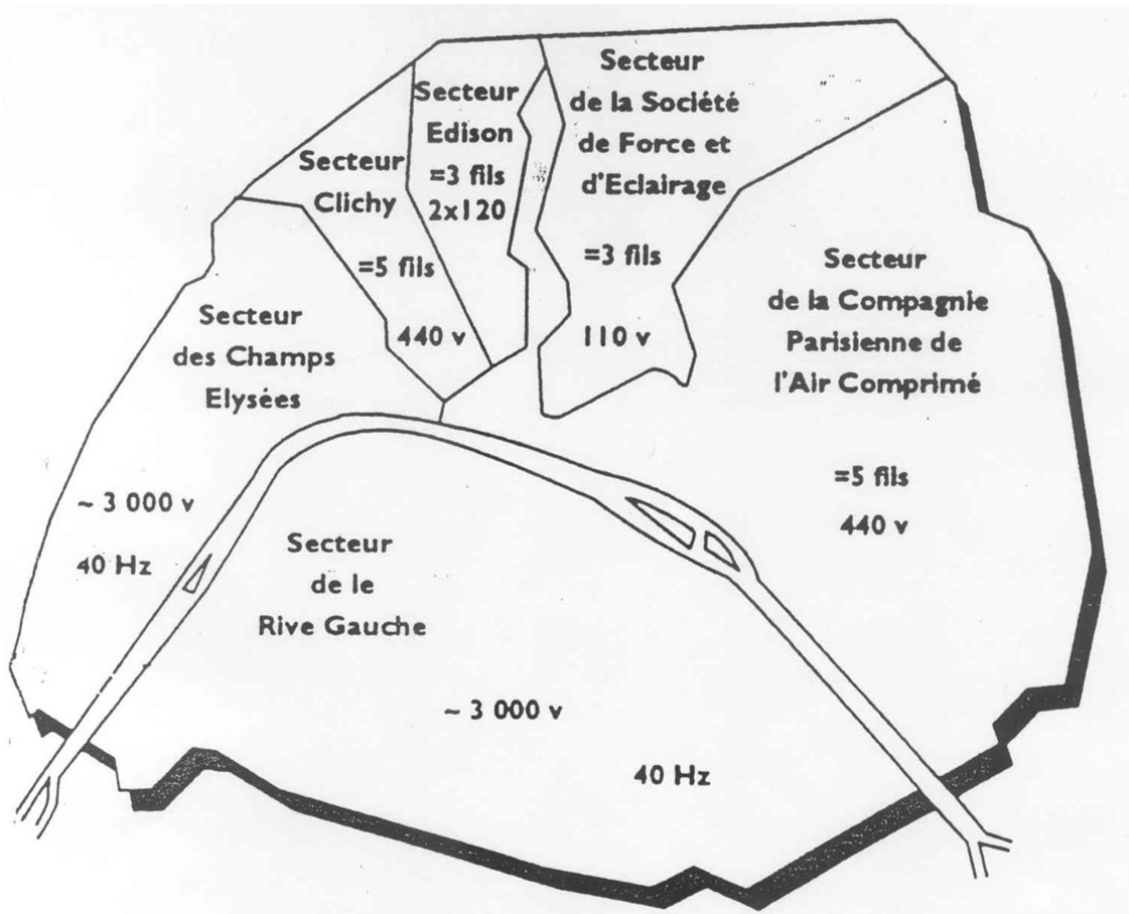 Secteur
de la Société
de Force et
d'Eclairage
=3 fils
110 v
Secteur
Edison
=3 fils
2x120
Secteur
Clichy
=5 fils
440 v
Secteur
des Champs
Elysées
~ 3 000 v
40 Hz
Secteur
de la Compagnie
Parisienne de
l'Air Comprimé
=5 fils
440 v
Secteur
de le
Rive Gauche
~ 3 000 v
40 Hz